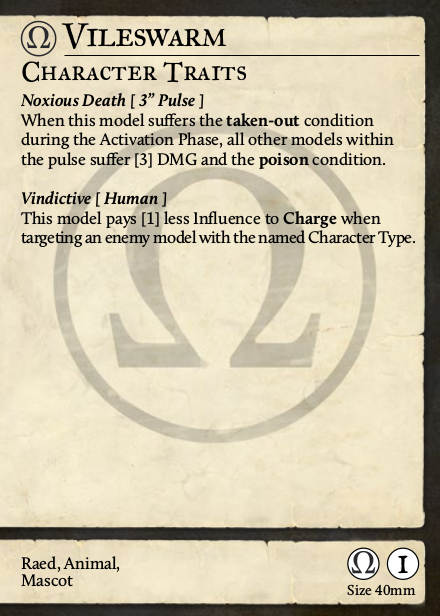 Ω Vileswarm
Character Traits
Noxious Death [ 3” Pulse ]
When this model suffers the taken-out condition
during the Activation Phase, all other models within
the pulse suffer [3] DMG and the poison condition.
Vindictive [ Human ]
This model pays [1] less Influence to Charge when
targeting an enemy model with the named Character Type.
Ω
Raed, Animal,
Mascot
Ω 1
Size 40mm